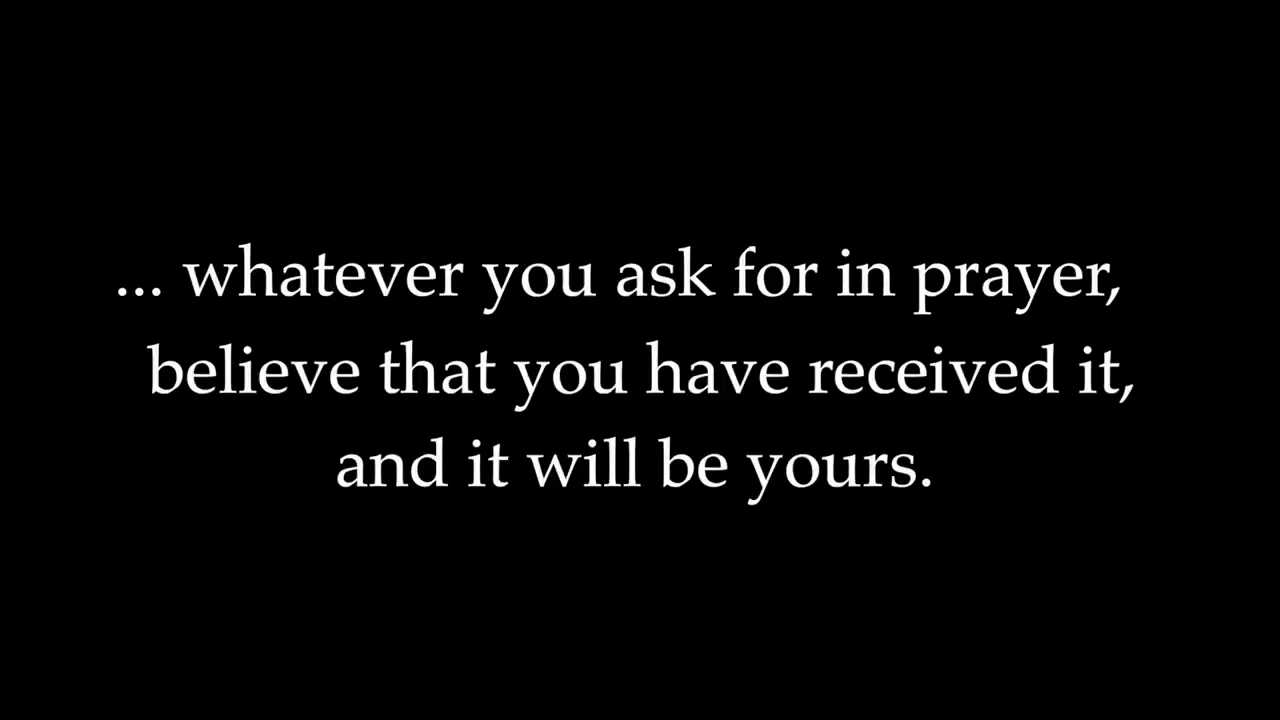 ... whatever you ask for in prayer,
believe that you have received it,
and it will be yours.